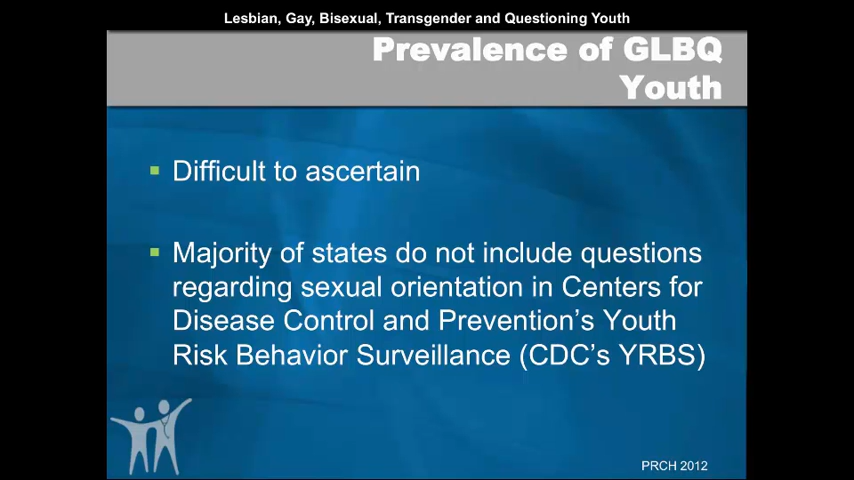 Lesbian, Gay, Bisexual, Transgender and Questioning Youth
Prevalence of GLBQ
Youth
Difficult to ascertain
Majority of states do not include questions
regarding sexual orientation in Centers for
Disease Control and Prevention’s Youth
Risk Behavior Surveillance (CDC’s YRBS)
PRCH 2012